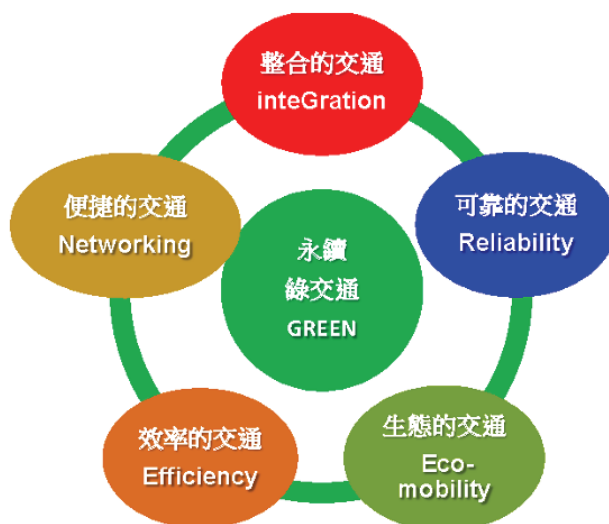 整合的交通
inteGration
便捷的交通
Networking
可靠的交通
Reliability
永續
綠交通
GREEN
效率的交通
Efficiency
生態的交通
Eco-
mobility